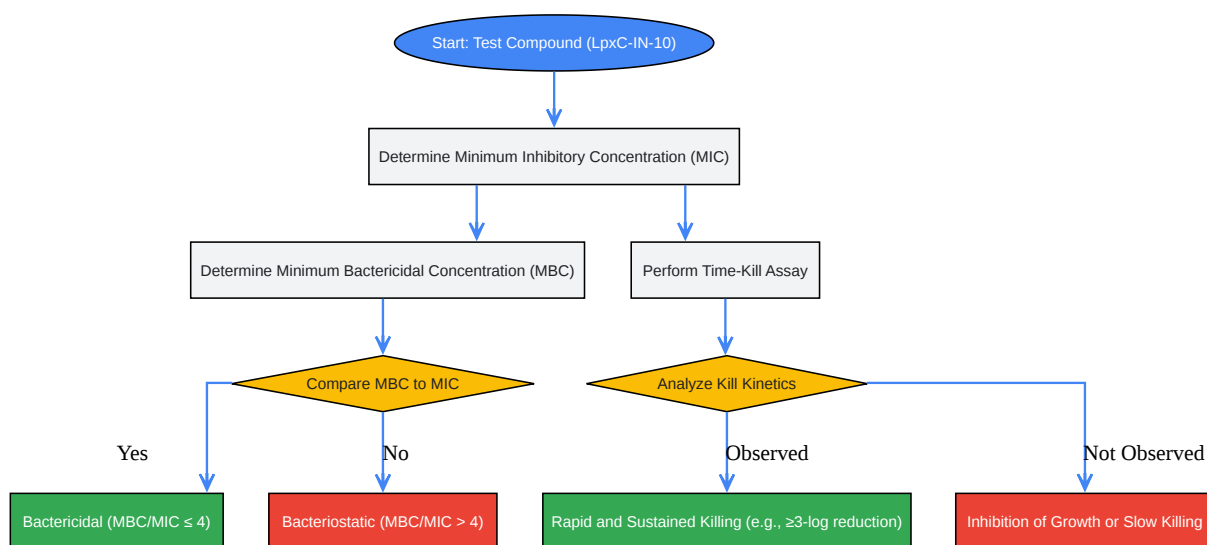 Start: Test Compound (LpxC-IN-10)
Determine Minimum Inhibitory Concentration (MIC)
Determine Minimum Bactericidal Concentration (MBC)
Perform Time-Kill Assay
Compare MBC to MIC
Analyze Kill Kinetics
Yes
No
Observed
Not Observed
Bactericidal (MBC/MIC ≤ 4)
Bacteriostatic (MBC/MIC > 4)
Rapid and Sustained Killing (e.g., ≥3-log reduction)
Inhibition of Growth or Slow Killing